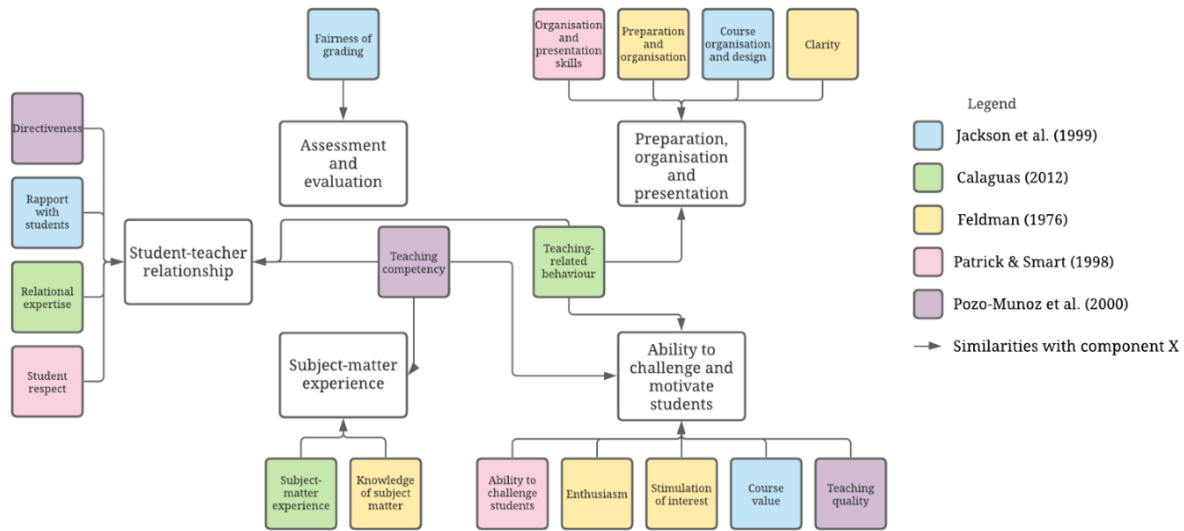 Fairness of
grading
Organisation
and
presentation
skills
Preparation
and
organisation
Course
organisation
and design
Clarity
Directiveness
Rapport
with
students
Relational
expertise
Student
respect
Assessment
and
evaluation
Preparation,
organisation
and
presentation
Student-teacher
relationship
Teaching
competency
Teaching-
related
behaviour
Subject-matter
experience
Ability to
challenge and
motivate
students
Subject-
matter
experience
Knowledge
of subject
matter
Ability to
challenge
students
Enthusiasm
Stimulation
of interest
Course
value
Teaching
quality
Legend
Jackson et al. (1999)
Calaguas (2012)
Feldman (1976)
Patrick & Smart (1998)
Pozo-Munoz et al. (2000)
Similarities with component X